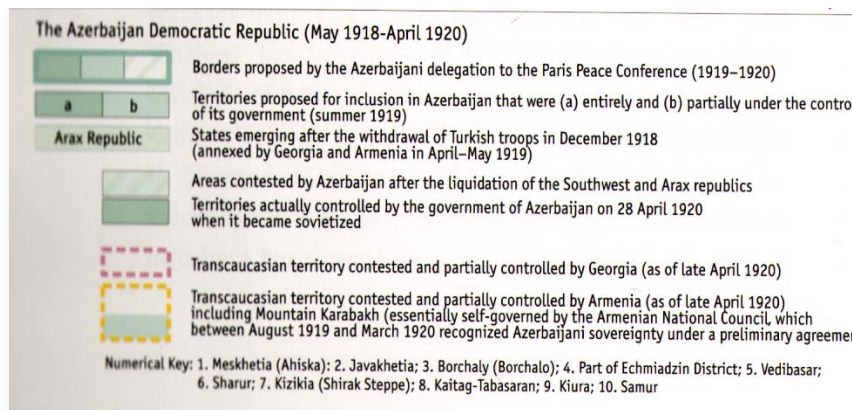 The Azerbaijan Democratic Republic (May 1918-April 1920)
Borders proposed by the Azerbaijani delegation to the Paris Peace Conference (1919–1920)
a b Territories proposed for inclusion in Azerbaijan that were (a) entirely and (b) partially under the contro
of its government (summer 1919)
Arax Republic States emerging after the withdrawal of Turkish troops in December 1918
(annexed by Georgia and Armenia in April–May 1919)
Areas contested by Azerbaijan after the liquidation of the Southwest and Arax republics
Territories actually controlled by the government of Azerbaijan on 28 April 1920
when it became sovietized
Transcaucasian territory contested and partially controlled by Georgia (as of late April 1920)
Transcaucasian territory contested and partially controlled by Armenia (as of late April 1920)
including Mountain Karabakh (essentially self-governed by the Armenian National Council, which
between August 1919 and March 1920 recognized Azerbaijani sovereignty under a preliminary agreeme
Numerical Key: 1. Meskhetia (Ahiska): 2. Javakhetia; 3. Borchaly (Borchalo); 4. Part of Echmiadzin District; 5. Vedibasar;
6. Sharur; 7. Kizikia (Shirak Steppe); 8. Kaitag-Tabasaran; 9. Kiura; 10. Samur